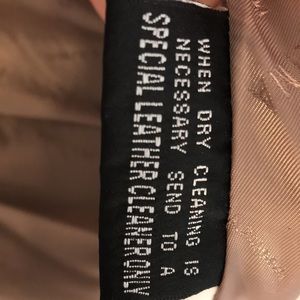 WHEN DRY CLEANING IS
NECESSARY SEND TO A
SPECIAL LEATHER CLEANER ONLY